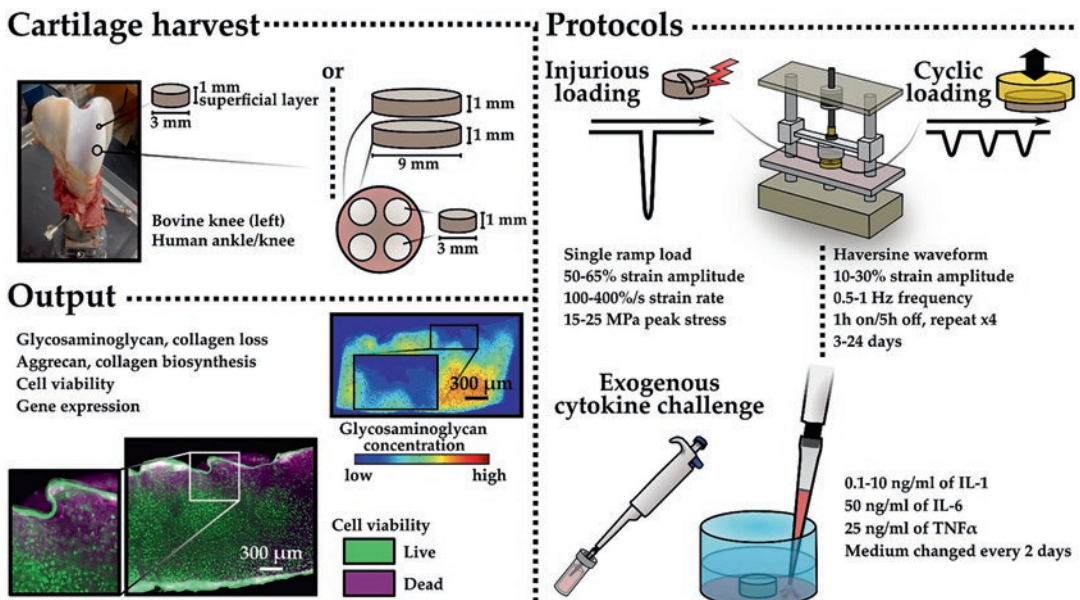 Cartilage harvest
1 mm
superficial layer
3 mm
or
1 mm
1 mm
9 mm
1 mm
3 mm
Bovine knee (left)
Human ankle/knee
Output
Glycosaminoglycan, collagen loss
Aggrecan, collagen biosynthesis
Cell viability
Gene expression
300 µm
Glycosaminoglycan
concentration
low
high
300 µm
Cell viability
Live
Dead
Protocols
Injurious
loading
Cyclic
loading
Single ramp load
50-65% strain amplitude
100-400%/s strain rate
15-25 MPa peak stress
Haversine waveform
10-30% strain amplitude
0.5-1 Hz frequency
1h on/5h off, repeat x4
3-24 days
Exogenous
cytokine challenge
0.1-10 ng/ml of IL-1
50 ng/ml of IL-6
25 ng/ml of TNFα
Medium changed every 2 days